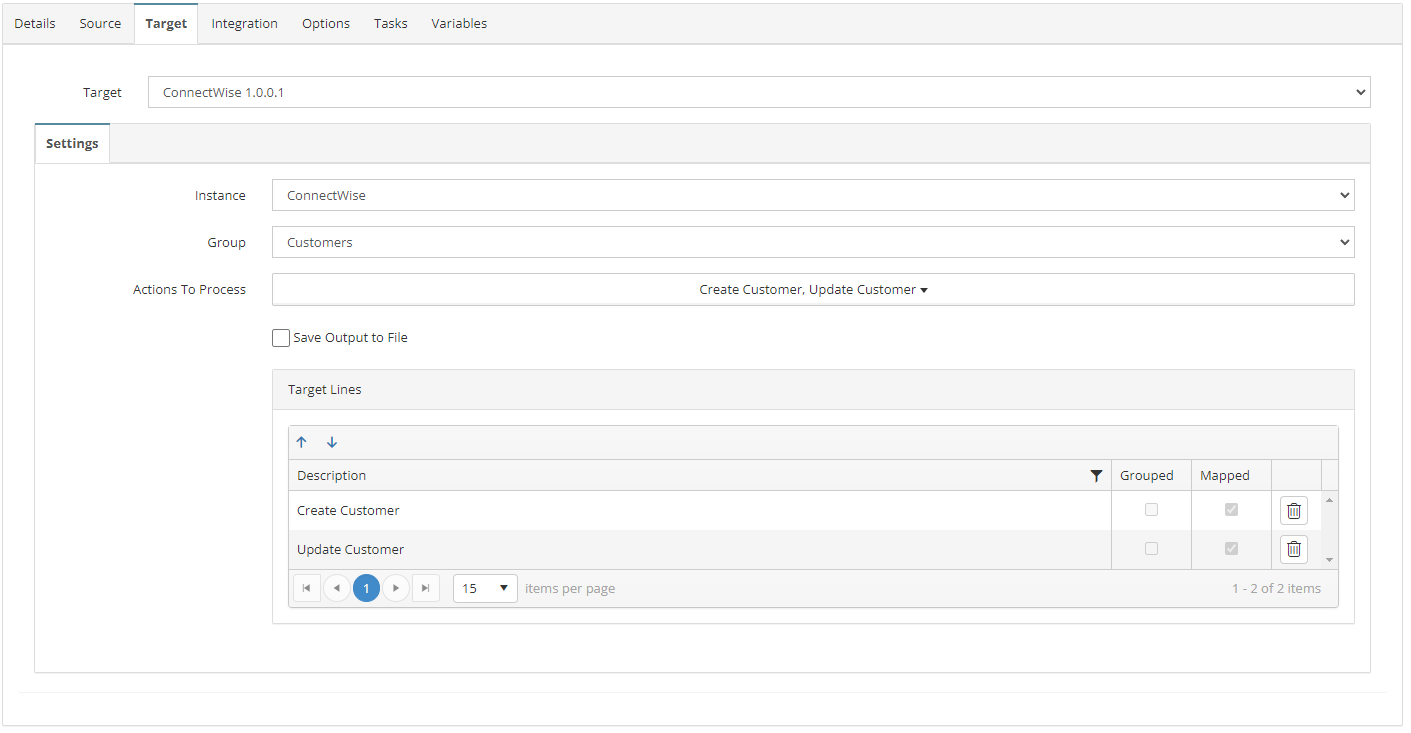 Details Source Target Integration Options Tasks Variables
Target ConnectWise 1.0.0.1
Settings
Instance ConnectWise
Group Customers
Actions To Process Create Customer, Update Customer
Save Output to File
Target Lines
Description Grouped Mapped
Create Customer
Update Customer
1 15 items per page 1 - 2 of 2 items